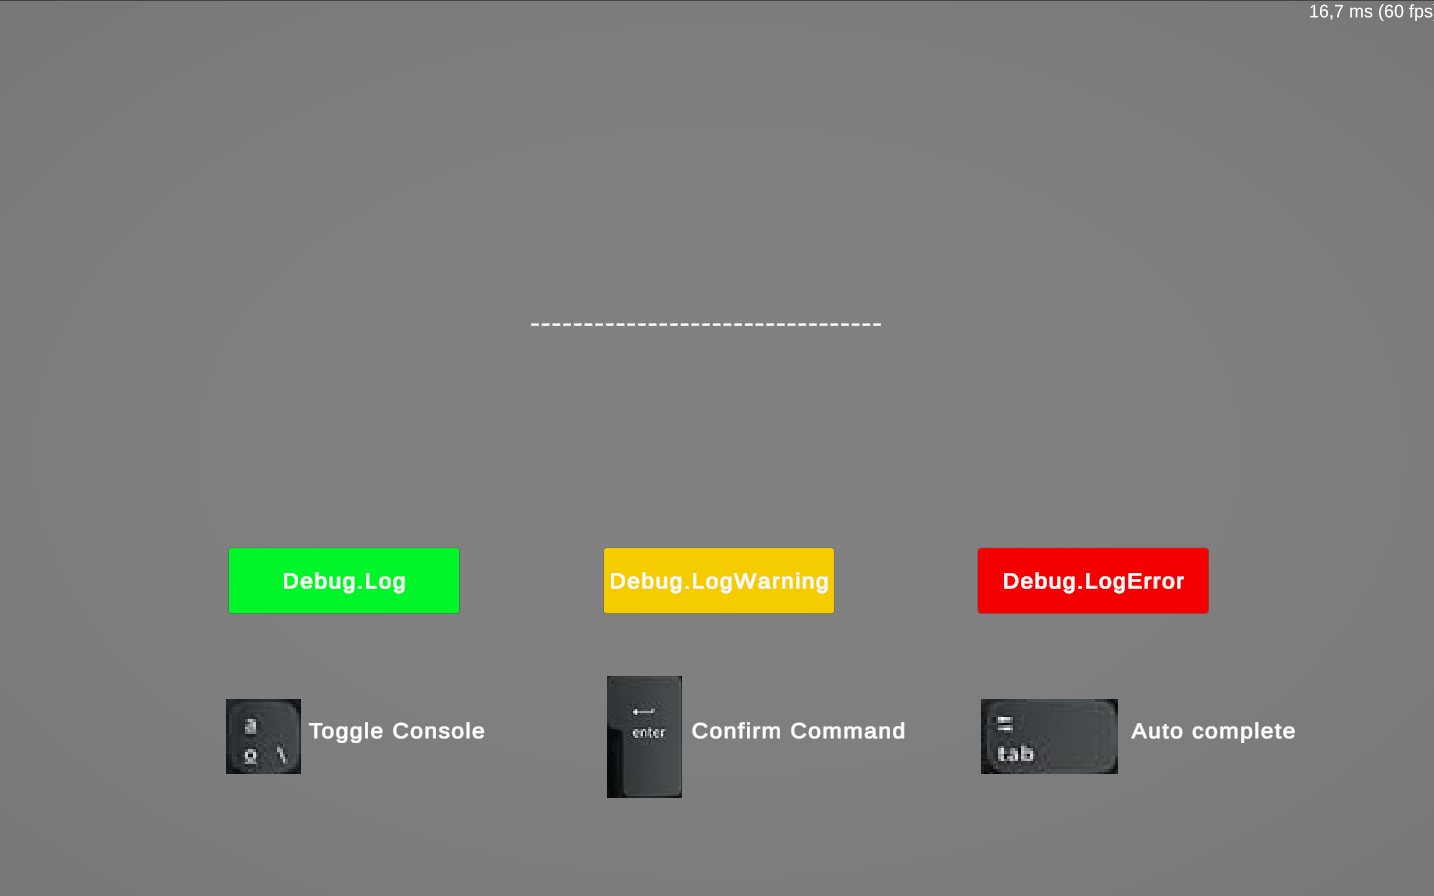 16,7 ms (60 fps
---------------------------------
Debug.Log
Debug.LogWarning
Debug.LogError
ª
º \
Toggle Console
enter
Confirm Command
tab
Auto complete